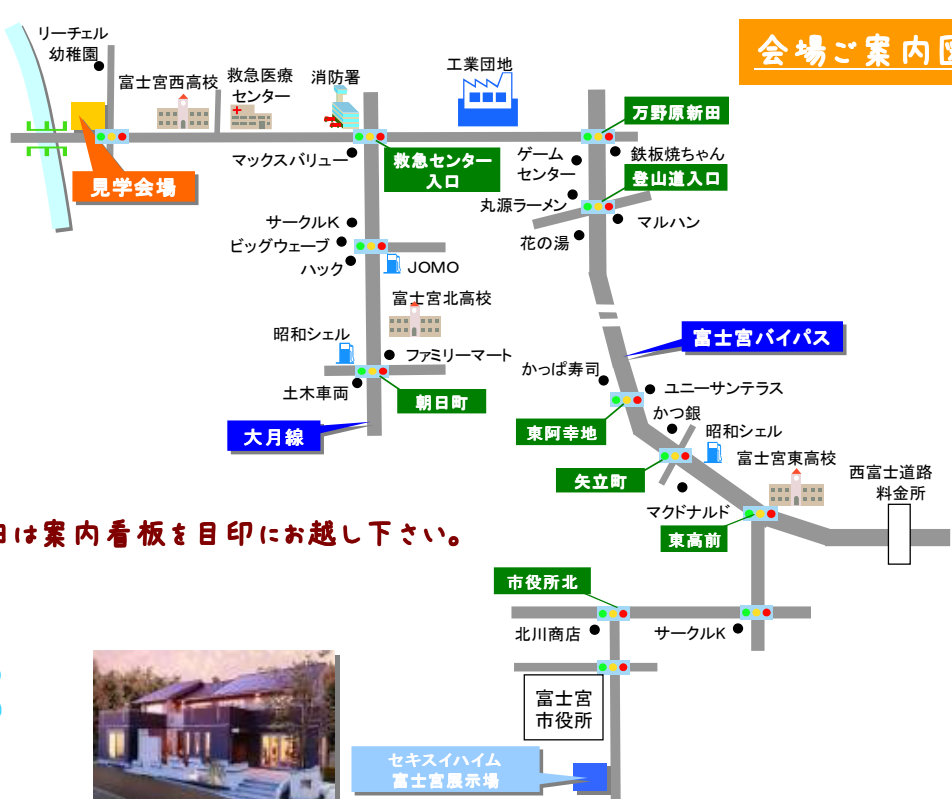 会場ご案内図
リーチェル
幼稚園
富士宮西高校
救急医療
センター
消防署
工業団地
万野原新田
マックスバリュー
救急センター
入口
ゲーム
センター
鉄板焼ちゃん
登山道入口
見学会場
丸源ラーメン
マルハン
サークルK
ビッグウェーブ
ハック
JOMO
花の湯
富士宮北高校
昭和シェル
ファミリーマート
土木車両
朝日町
大月線
富士宮バイパス
かっぱ寿司
ユニーサンテラス
東阿幸地
かつ銀
昭和シェル
矢立町
富士宮東高校
西富士道路
料金所
マクドナルド
東高前
日は案内看板を目印にお越し下さい。
市役所北
北川商店
サークルK
富士宮
市役所
セキスイハイム
富士宮展示場